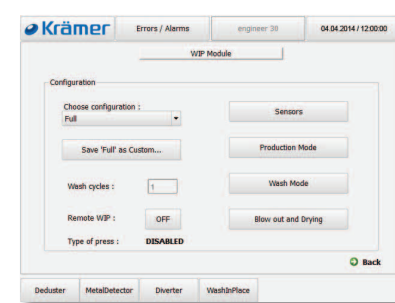 Krämer
Errors / Alarms
engineer 30
04.04.2014 / 12:00:00
WIP Module
Configuration
Choose configuration :
Full
Sensors
Save 'Full' as Custom...
Production Mode
Wash cycles :
1
Wash Mode
Remote WIP :
OFF
Blow out and Drying
Type of press :
DISABLED
Back
Deduster
MetalDetector
Diverter
WashInPlace